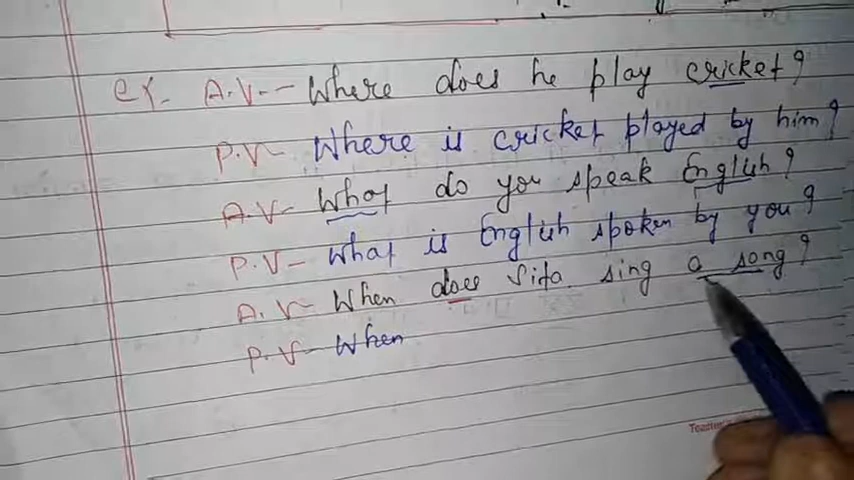 ex. A.V.- Where does he play cricket?
P.V- Where is cricket played by him?
A.V- What do you speak English?
P.V- What is English spoken by you?
A.V- When does Sita sing a song?
P.V- When
Teacher